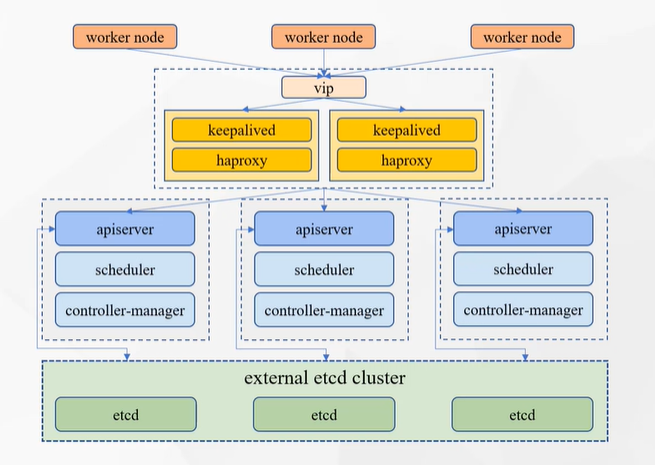 worker node
worker node
worker node
vip
keepalived
keepalived
haproxy
haproxy
apiserver
apiserver
apiserver
scheduler
scheduler
scheduler
controller-manager
controller-manager
controller-manager
external etcd cluster
etcd
etcd
etcd